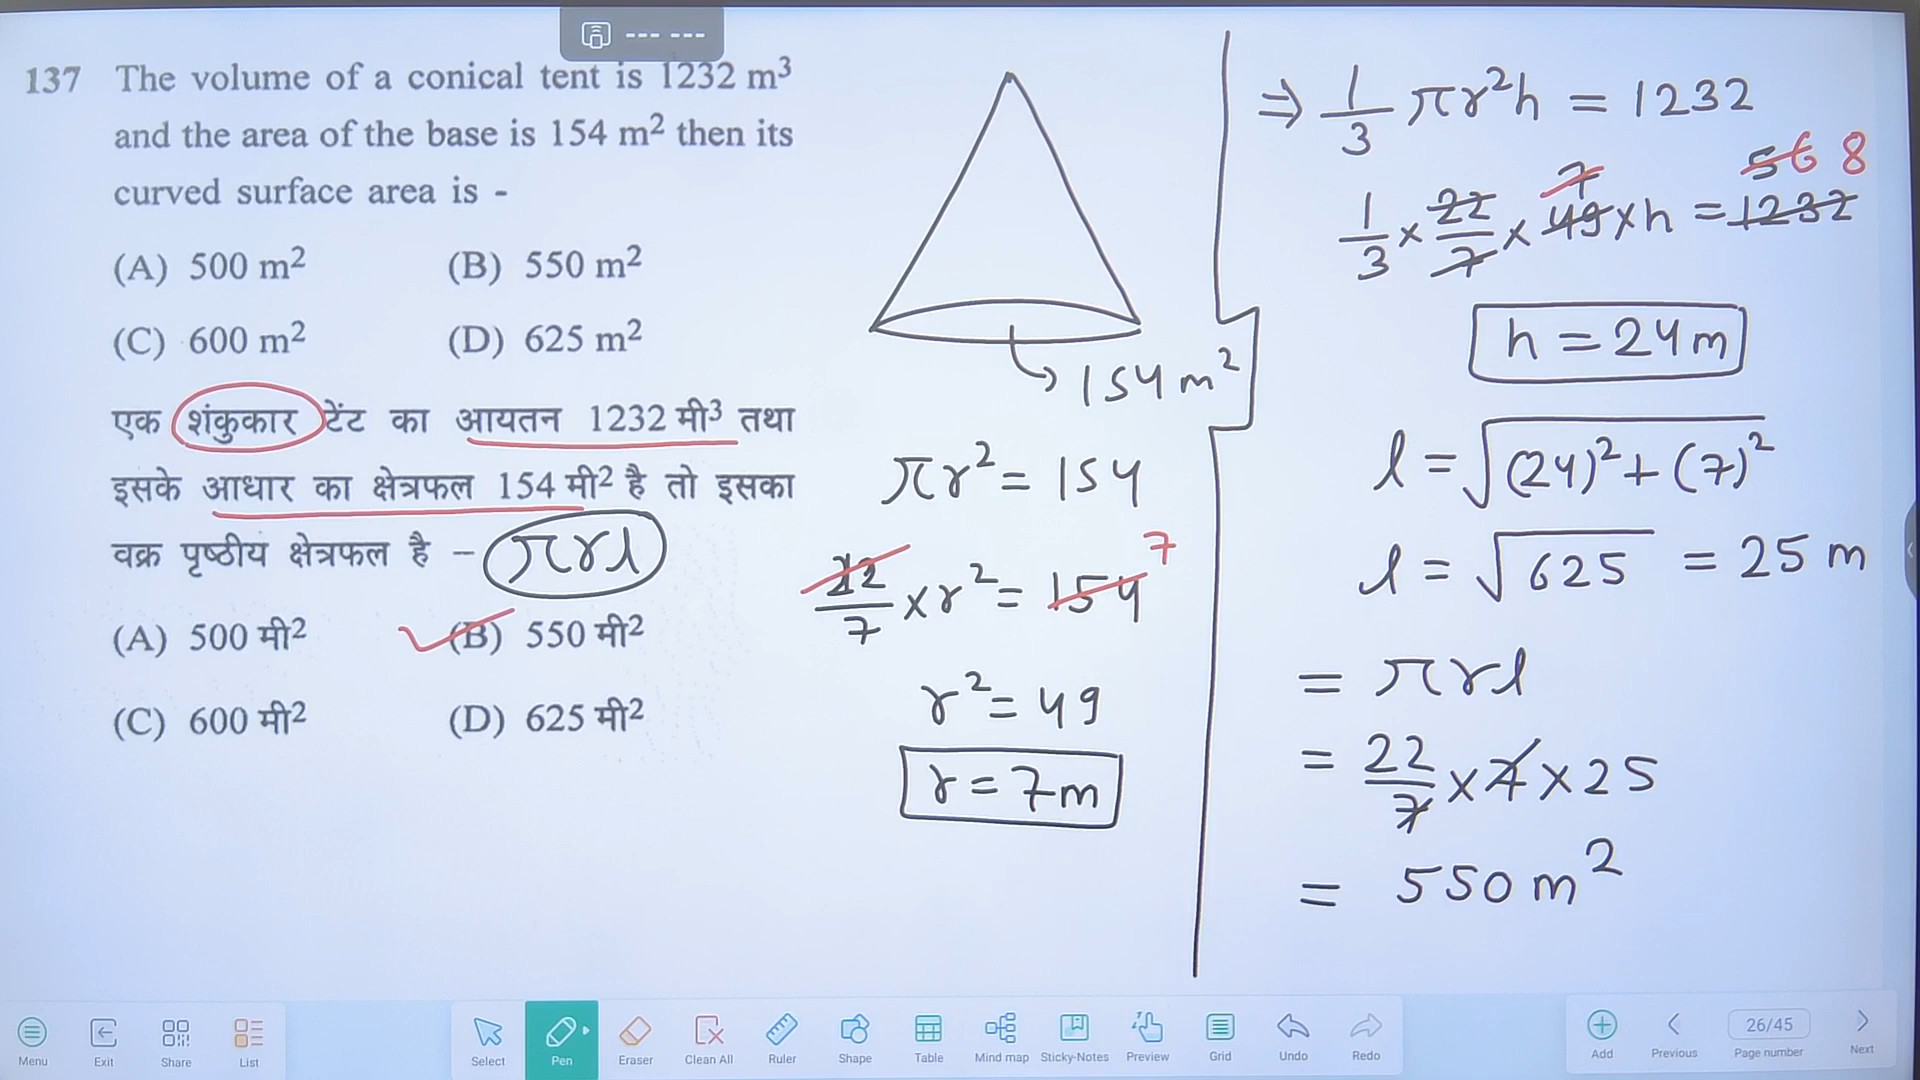 --- ---
137 The volume of a conical tent is 1232 m³
and the area of the base is 154 m² then its
curved surface area is -
(A) 500 m² (B) 550 m²
(C) 600 m² (D) 625 m²
एक शंकुकार टेंट का आयतन 1232 मी³ तथा
इसके आधार का क्षेत्रफल 154 मी² है तो इसका
वक्र पृष्ठीय क्षेत्रफल है – πrl
(A) 500 मी² (B) 550 मी²
(C) 600 मी² (D) 625 मी²
154 m²
πr² = 154
22/7 × r² = 154 7
r² = 49
r = 7m
⇒ 1/3 πr²h = 1232
7 56 8
1/3 × 22/7 × 49 × h = 1232
h = 24m
l = √(24)² + (7)²
l = √625 = 25 m
= πrl
= 22/7 × 7 × 25
= 550 m²
Menu Exit Share List Select Pen Eraser Clean All Ruler Shape Table Mind map Sticky-Notes Preview Grid Undo Redo Add Previous 26/45 Page number Next